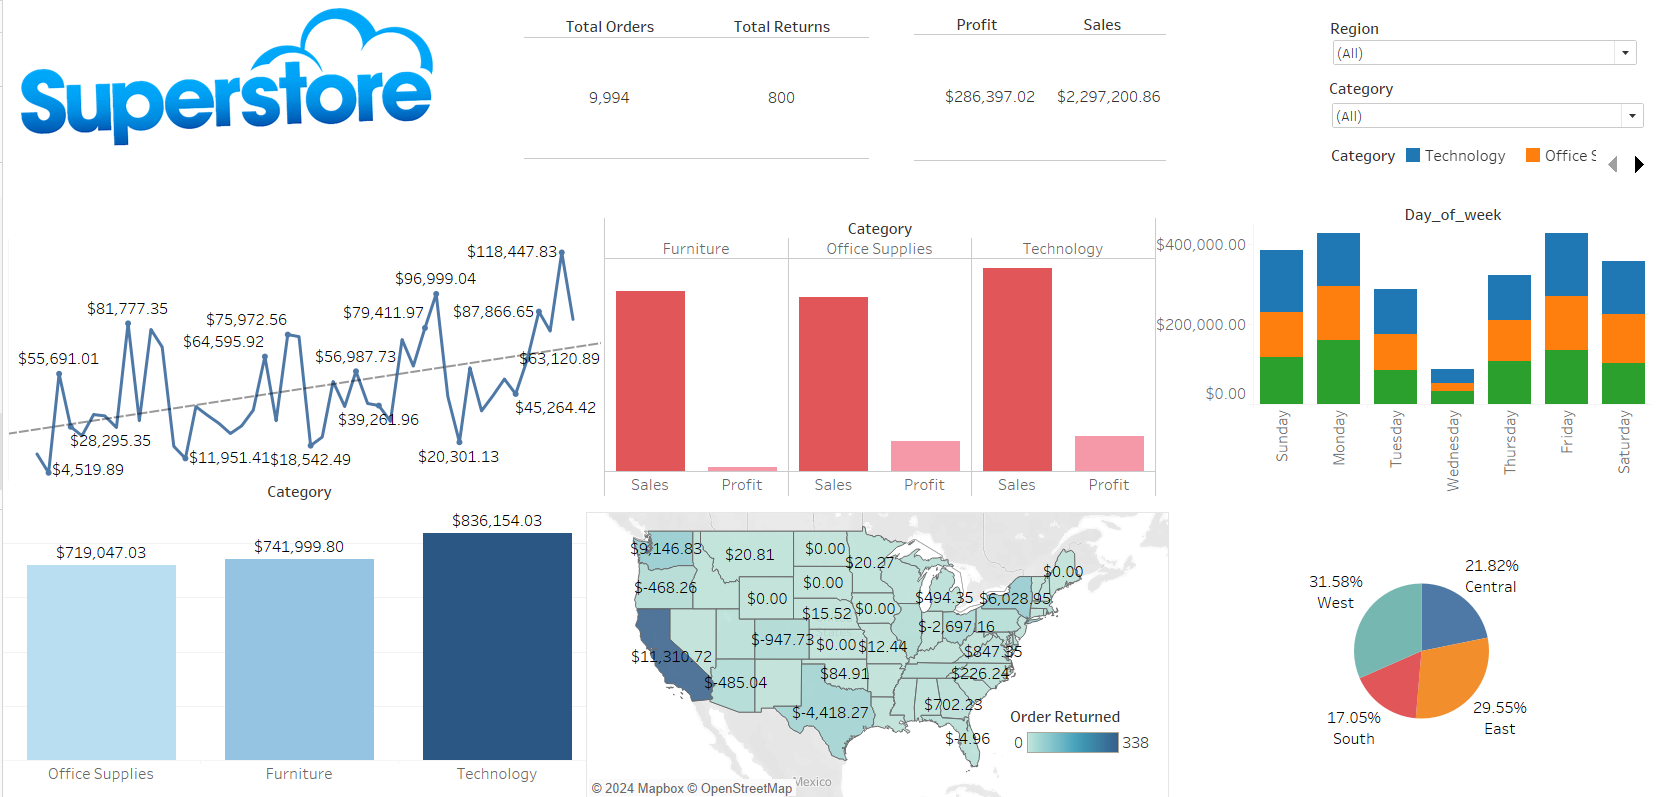 Superstore
Total Orders
Total Returns
9,994
800
Profit
Sales
$286,397.02
$2,297,200.86
Region
(All)
Category
(All)
Category Technology Office S
$118,447.83
$96,999.04
$81,777.35
$75,972.56
$79,411.97
$87,866.65
$64,595.92
$55,691.01
$56,987.73
$63,120.89
$45,264.42
$39,261.96
$28,295.35
$4,519.89
$11,951.41
$18,542.49
$20,301.13
Category
Furniture
Office Supplies
Technology
Sales
Profit
Sales
Profit
Sales
Profit
Day_of_week
$400,000.00
$200,000.00
$0.00
Sunday
Monday
Tuesday
Wednesday
Thursday
Friday
Saturday
Category
$719,047.03
$741,999.80
$836,154.03
Office Supplies
Furniture
Technology
$9,146.83
$20.81
$0.00
$20.27
$0.00
$-468.26
$0.00
$0.00
$494.35
$6,028.95
$15.52
$0.00
$-2,697.16
$-947.73
$0.00
$12.44
$847.35
$11,310.72
$-485.04
$84.91
$226.24
$702.23
$-4,418.27
$-4.96
Order Returned
0
338
Mexico
© 2024 Mapbox © OpenStreetMap
31.58%
West
21.82%
Central
17.05%
South
29.55%
East